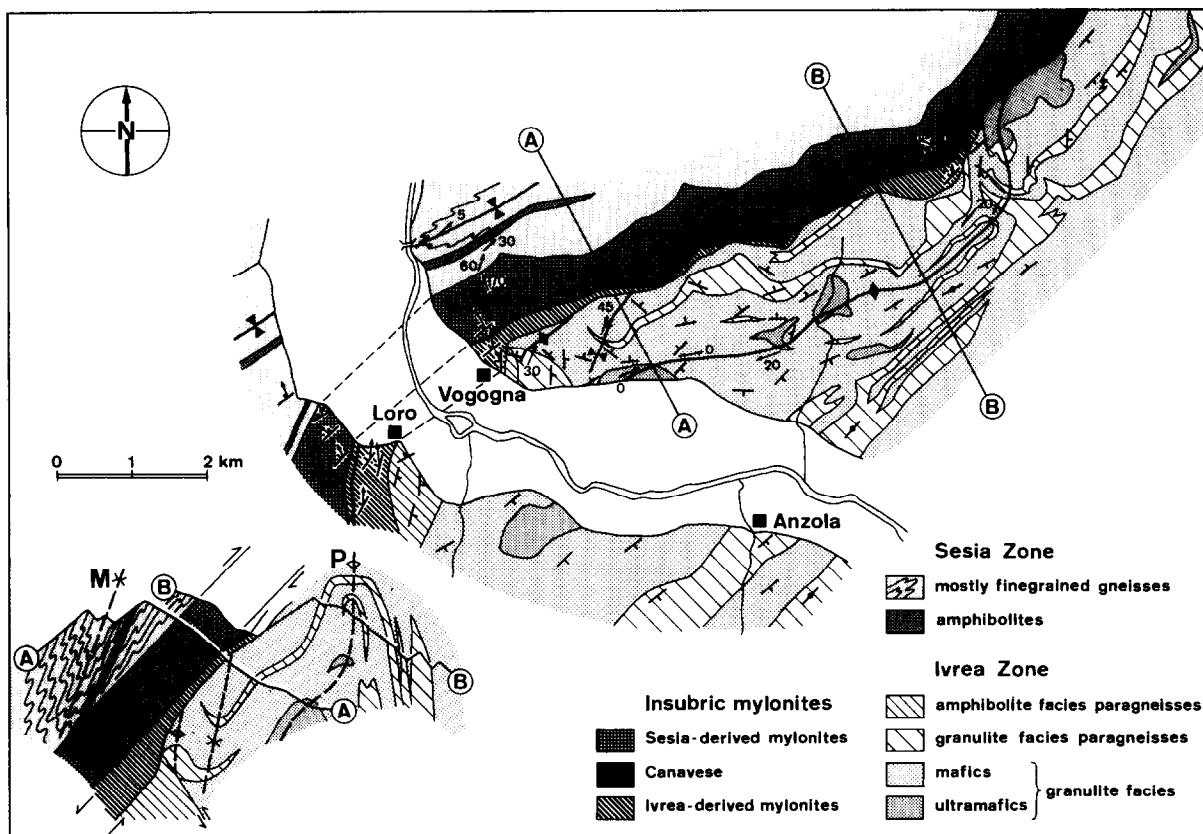 N
A
B
5
30
60
70
45
30
0
0
20
70
A
B
Vogogna
Loro
0 1 2 km
Anzola
P
M
B
A
A
B
Sesia Zone
mostly finegrained gneisses
amphibolites
Ivrea Zone
amphibolite facies paragneisses
granulite facies paragneisses
mafics
ultramafics
granulite facies
Insubric mylonites
Sesia-derived mylonites
Canavese
Ivrea-derived mylonites